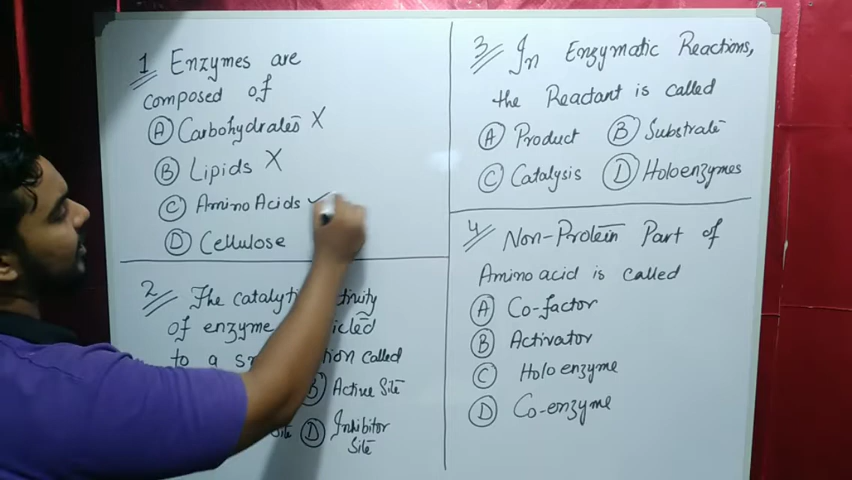 1 Enzymes are
composed of
A Carbohydrates X
B Lipids X
C Amino Acids ✓
D Cellulose
2 The catalytic
of enzyme
to a called
B Active Site
D Inhibitor
Site
3 In Enzymatic Reactions,
the Reactant is called
A Product B Substrate
C Catalysis D Holoenzymes
4 Non-Protein Part of
Amino acid is called
A Co-factor
B Activator
C Holoenzyme
D Co-enzyme